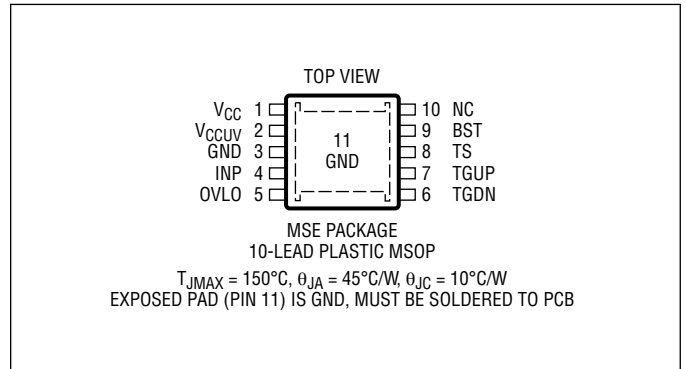 TOP VIEW
VCC 1 10 NC
VCCUV 2 9 BST
GND 3 8 TS
INP 4 7 TGUP
OVLO 5 6 TGDN
11
GND
MSE PACKAGE
10-LEAD PLASTIC MSOP
TJMAX = 150°C, θJA = 45°C/W, θJC = 10°C/W
EXPOSED PAD (PIN 11) IS GND, MUST BE SOLDERED TO PCB